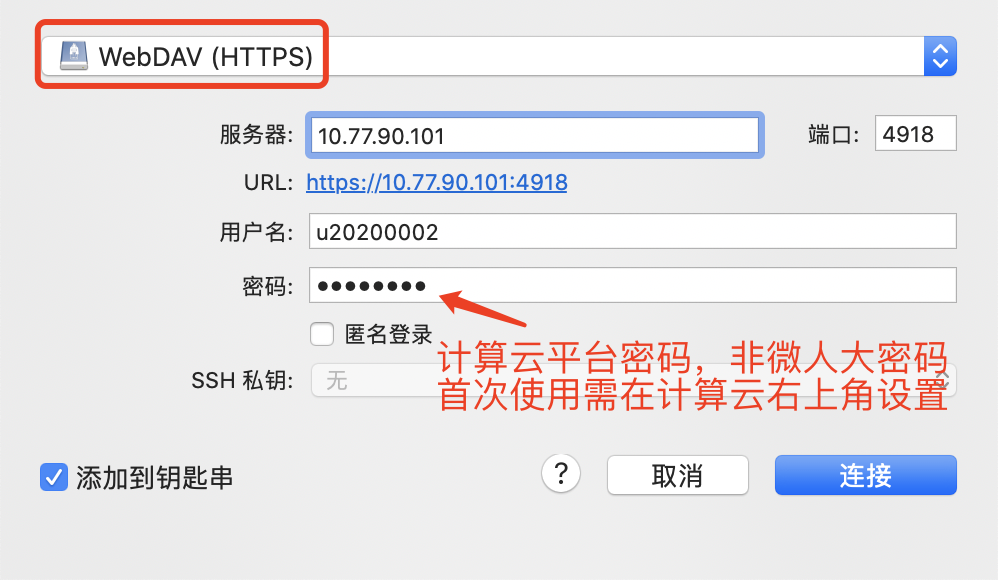 WebDAV (HTTPS)
服务器: 10.77.90.101 端口: 4918
URL: https://10.77.90.101:4918
用户名: u20200002
密码: ••••••••
匿名登录
计算云平台密码，非微人大密码
SSH 私钥: 无
首次使用需在计算云右上角设置
添加到钥匙串 ? 取消 连接